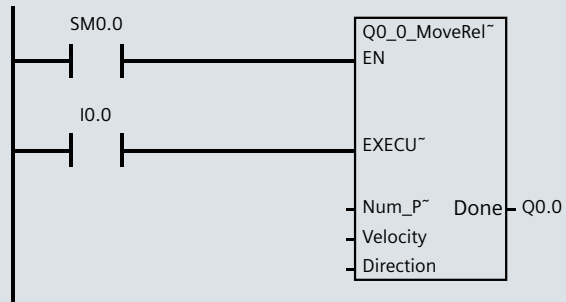 SM0.0
Q0_0_MoveRel~
EN
I0.0
EXECU~
Num_P~ Done Q0.0
Velocity
Direction